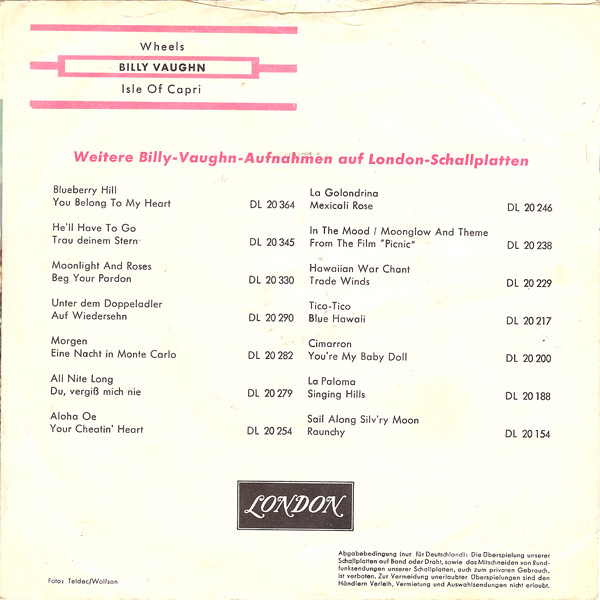 Wheels
BILLY VAUGHN
Isle Of Capri
Weitere Billy-Vaughn-Aufnahmen auf London-Schallplatten
Blueberry Hill
You Belong To My Heart DL 20 364
He'll Have To Go
Trau deinem Stern DL 20 345
Moonlight And Roses
Beg Your Pardon DL 20 330
Unter dem Doppeladler
Auf Wiedersehn DL 20 290
Morgen
Eine Nacht in Monte Carlo DL 20 282
All Nite Long
Du, vergiß mich nie DL 20 279
Aloha Oe
Your Cheatin' Heart DL 20 254
La Golondrina
Mexicali Rose DL 20 246
In The Mood / Moonglow And Theme
From The Film "Picnic" DL 20 238
Hawaiian War Chant
Trade Winds DL 20 229
Tico-Tico
Blue Hawaii DL 20 217
Cimarron
You're My Baby Doll DL 20 200
La Paloma
Singing Hills DL 20 188
Sail Along Silv'ry Moon
Raunchy DL 20 154
LONDON
Foto: Teldec/Wolfson
Abgabebedingung (nur für Deutschland): Die Überspielung unserer
Schallplatten auf Band oder Draht, sowie das Mitschneiden von Rund-
funksendungen unserer Schallplatten, auch zum privaten Gebrauch,
ist verboten. Zur Vermeidung unerlaubter Überspielungen sind den
Händlern Verleih, Vermietung und Auswahlsendungen nicht erlaubt.